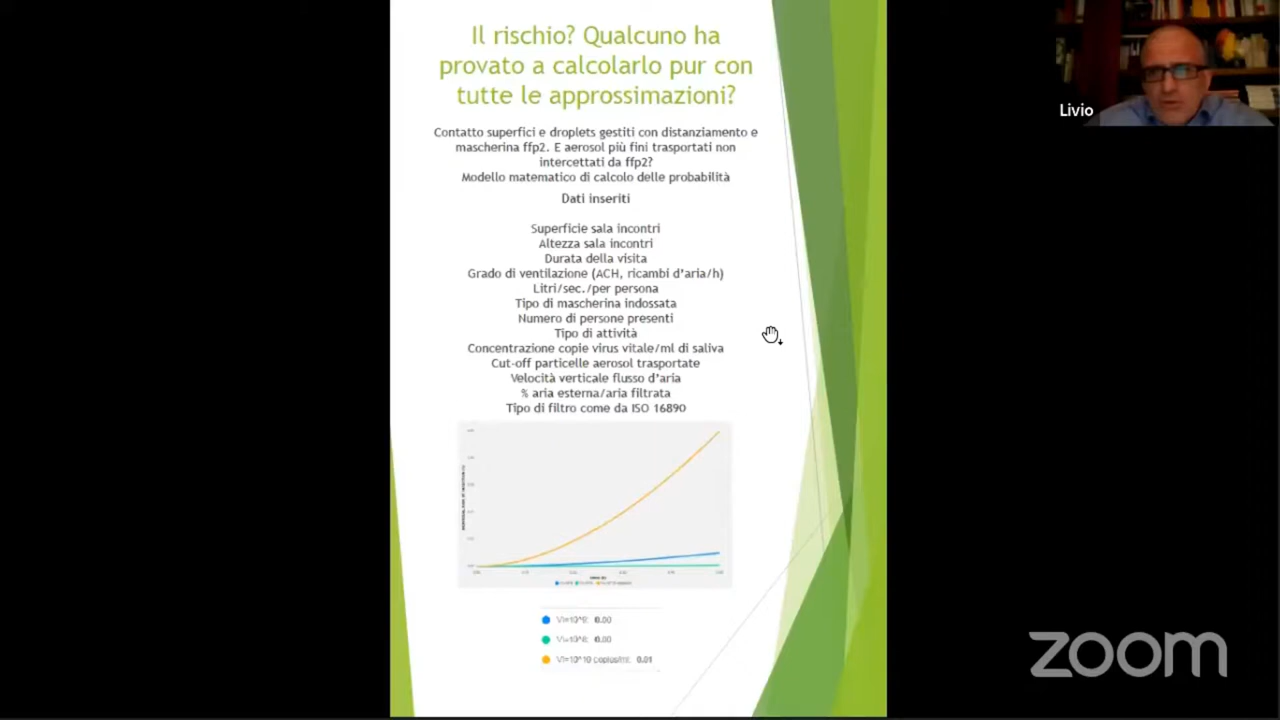 Il rischio? Qualcuno ha
provato a calcolarlo pur con
tutte le approssimazioni?
Contatto superfici e droplets gestiti con distanziamento e
mascherina ffp2. E aerosol più fini trasportati non
intercettati da ffp2?
Modello matematico di calcolo delle probabilità
Dati inseriti
Superficie sala incontri
Altezza sala incontri
Durata della visita
Grado di ventilazione (ACH, ricambi d'aria/h)
Litri/sec./per persona
Tipo di mascherina indossata
Numero di persone presenti
Tipo di attività
Concentrazione copie virus vitale/ml di saliva
Cut-off particelle aerosol trasportate
Velocità verticale flusso d'aria
% aria esterna/aria filtrata
Tipo di filtro come da ISO 16890
0.00
0.00
copies/ml: 0.01
Livio
zoom